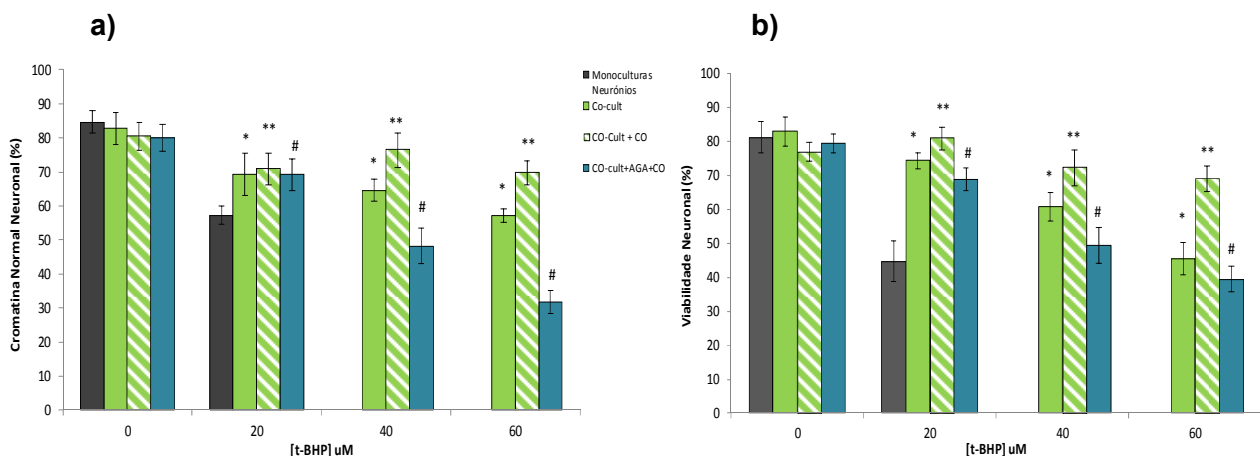 a)
Cromatina Normal Neuronal (%)
100
90
80
70
60
50
40
30
20
10
0
* ** #
* ** #
* ** #
0 20 40 60
[t-BHP] uM
Monoculturas
Neurónios
Co-cult
CO-Cult + CO
CO-cult+AGA+CO
b)
Viabilidade Neuronal (%)
100
90
80
70
60
50
40
30
20
10
0
* ** #
* ** #
* ** #
0 20 40 60
[t-BHP] uM